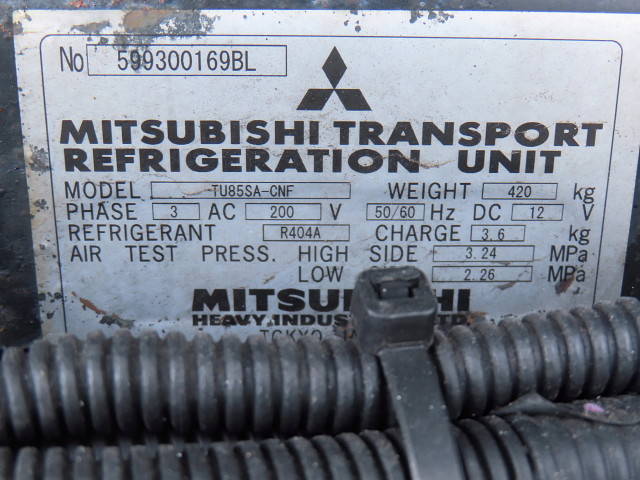 No 599300169BL
MITSUBISHI TRANSPORT
REFRIGERATION UNIT
MODEL TU85SA-CNF WEIGHT 420 kg
PHASE 3 AC 200 V 50/60 Hz DC 12 V
REFRIGERANT R404A CHARGE 3.6 kg
AIR TEST PRESS. HIGH SIDE 3.24 MPa
LOW 2.26 MPa
MITSUBISHI
HEAVY